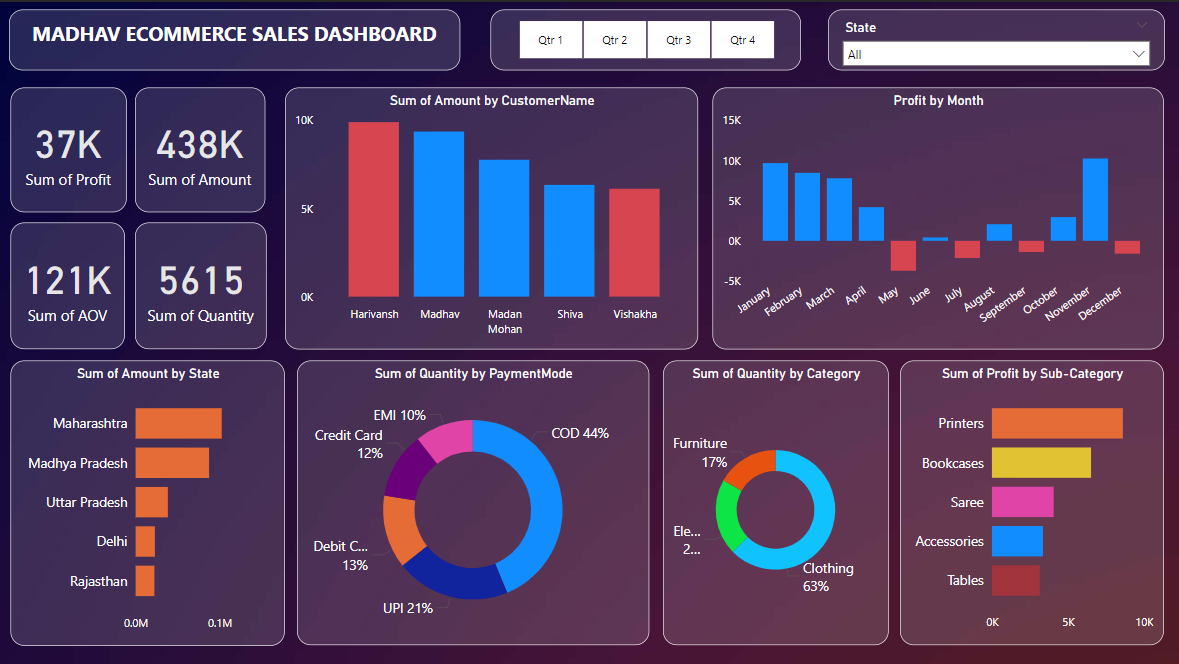 MADHAV ECOMMERCE SALES DASHBOARD
Qtr 1 Qtr 2 Qtr 3 Qtr 4
State
All
37K
Sum of Profit
438K
Sum of Amount
121K
Sum of AOV
5615
Sum of Quantity
Sum of Amount by CustomerName
10K
5K
0K
Harivansh Madhav Madan Mohan Shiva Vishakha
Profit by Month
15K
10K
5K
0K
-5K
January February March April May June July August September October November December
Sum of Amount by State
Maharashtra
Madhya Pradesh
Uttar Pradesh
Delhi
Rajasthan
0.0M 0.1M
Sum of Quantity by PaymentMode
EMI 10%
COD 44%
Credit Card
12%
Debit C...
13%
UPI 21%
Sum of Quantity by Category
Furniture
17%
Ele...
2...
Clothing
63%
Sum of Profit by Sub-Category
Printers
Bookcases
Saree
Accessories
Tables
0K 5K 10K